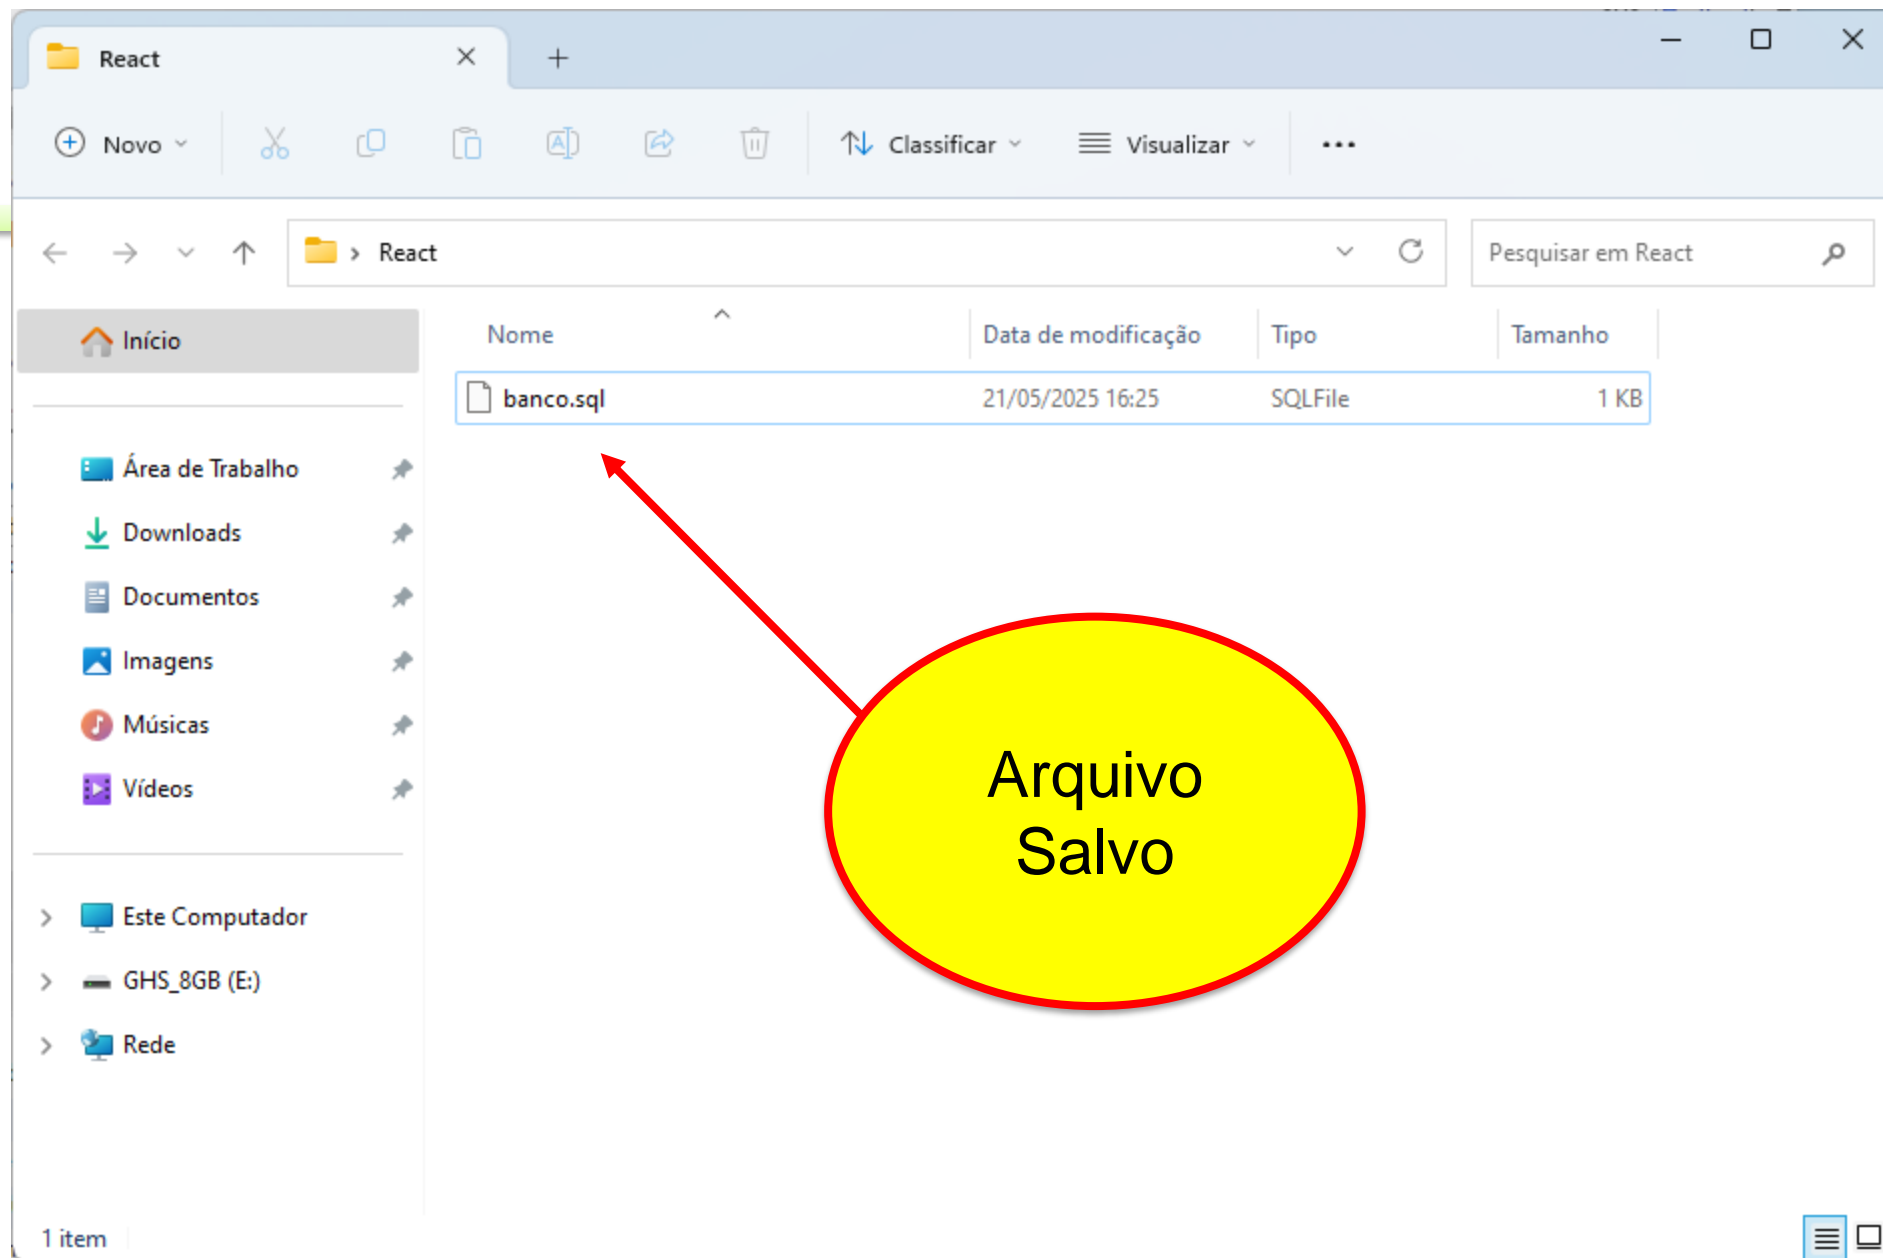 React
Novo
Classificar
Visualizar
React
Pesquisar em React
Início
Nome
Data de modificação
Tipo
Tamanho
banco.sql
21/05/2025 16:25
SQLFile
1 KB
Área de Trabalho
Downloads
Documentos
Imagens
Músicas
Vídeos
Este Computador
GHS_8GB (E:)
Rede
Arquivo
Salvo
1 item